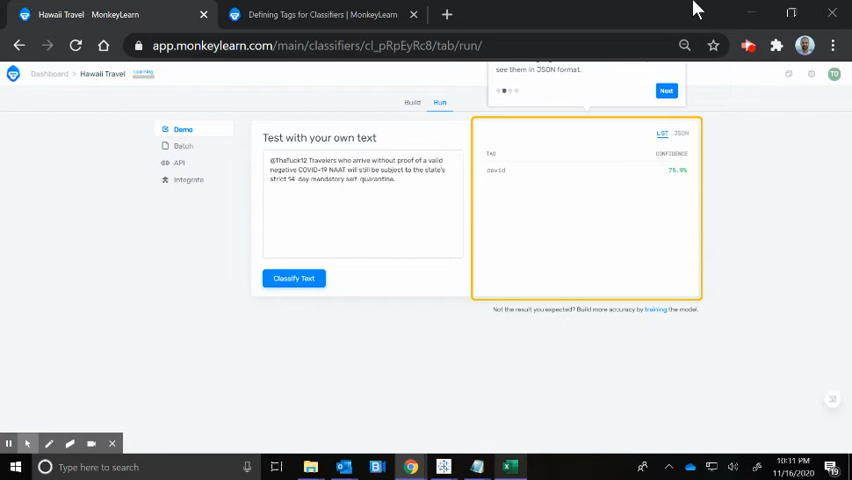 Hawaii Travel - MonkeyLearn
Defining Tags for Classifiers | MonkeyLearn
app.monkeylearn.com/main/classifiers/cl_pRpEyRc8/tab/run/
Dashboard
Hawaii Travel
Learning
TO
see them in JSON format.
Next
Build
Run
Demo
Batch
API
Integrate
Test with your own text
@ThaTuck12 Travelers who arrive without proof of a valid
negative COVID-19 NAAT will still be subject to the state's
strict 14-day mandatory self-quarantine.
Classify Text
LIST
JSON
TAG
CONFIDENCE
covid
75.9%
Not the result you expected? Build more accuracy by training the model.
Type here to search
10:31 PM
11/16/2020
19